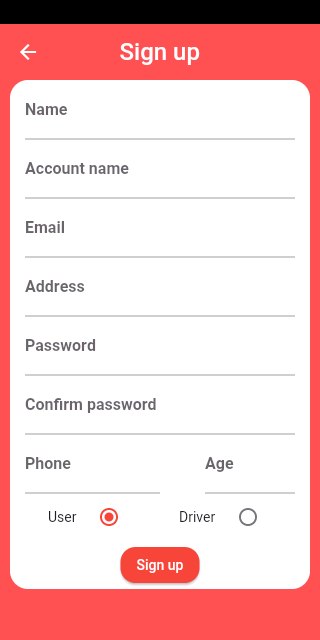 Sign up
Name
Account name
Email
Address
Password
Confirm password
Phone Age
User Driver
Sign up